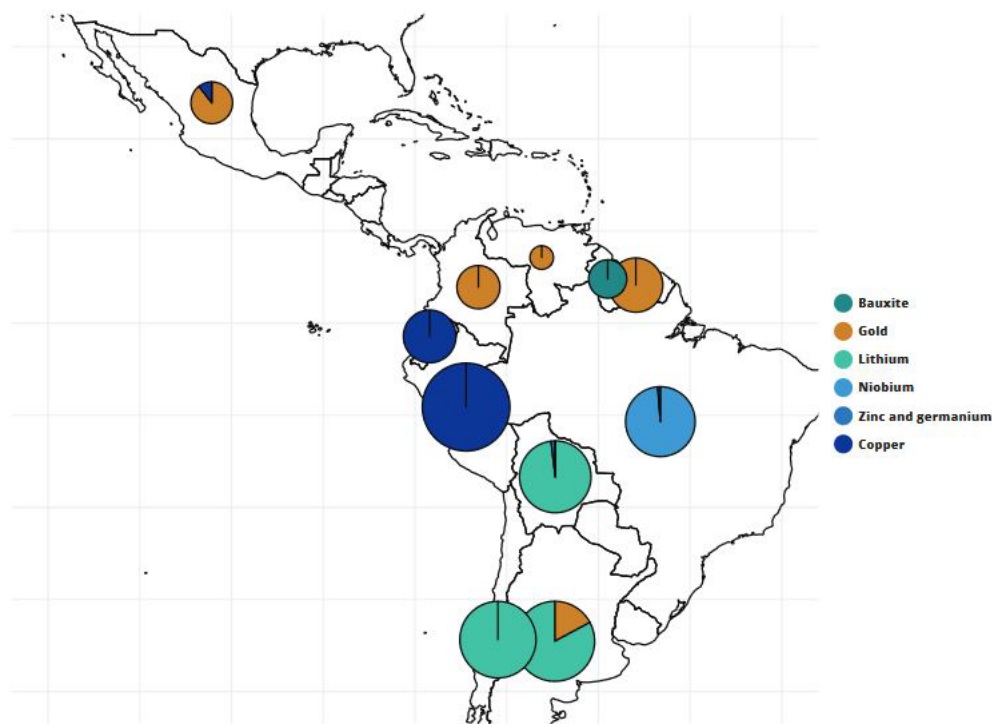 Bauxite
Gold
Lithium
Niobium
Zinc and germanium
Copper